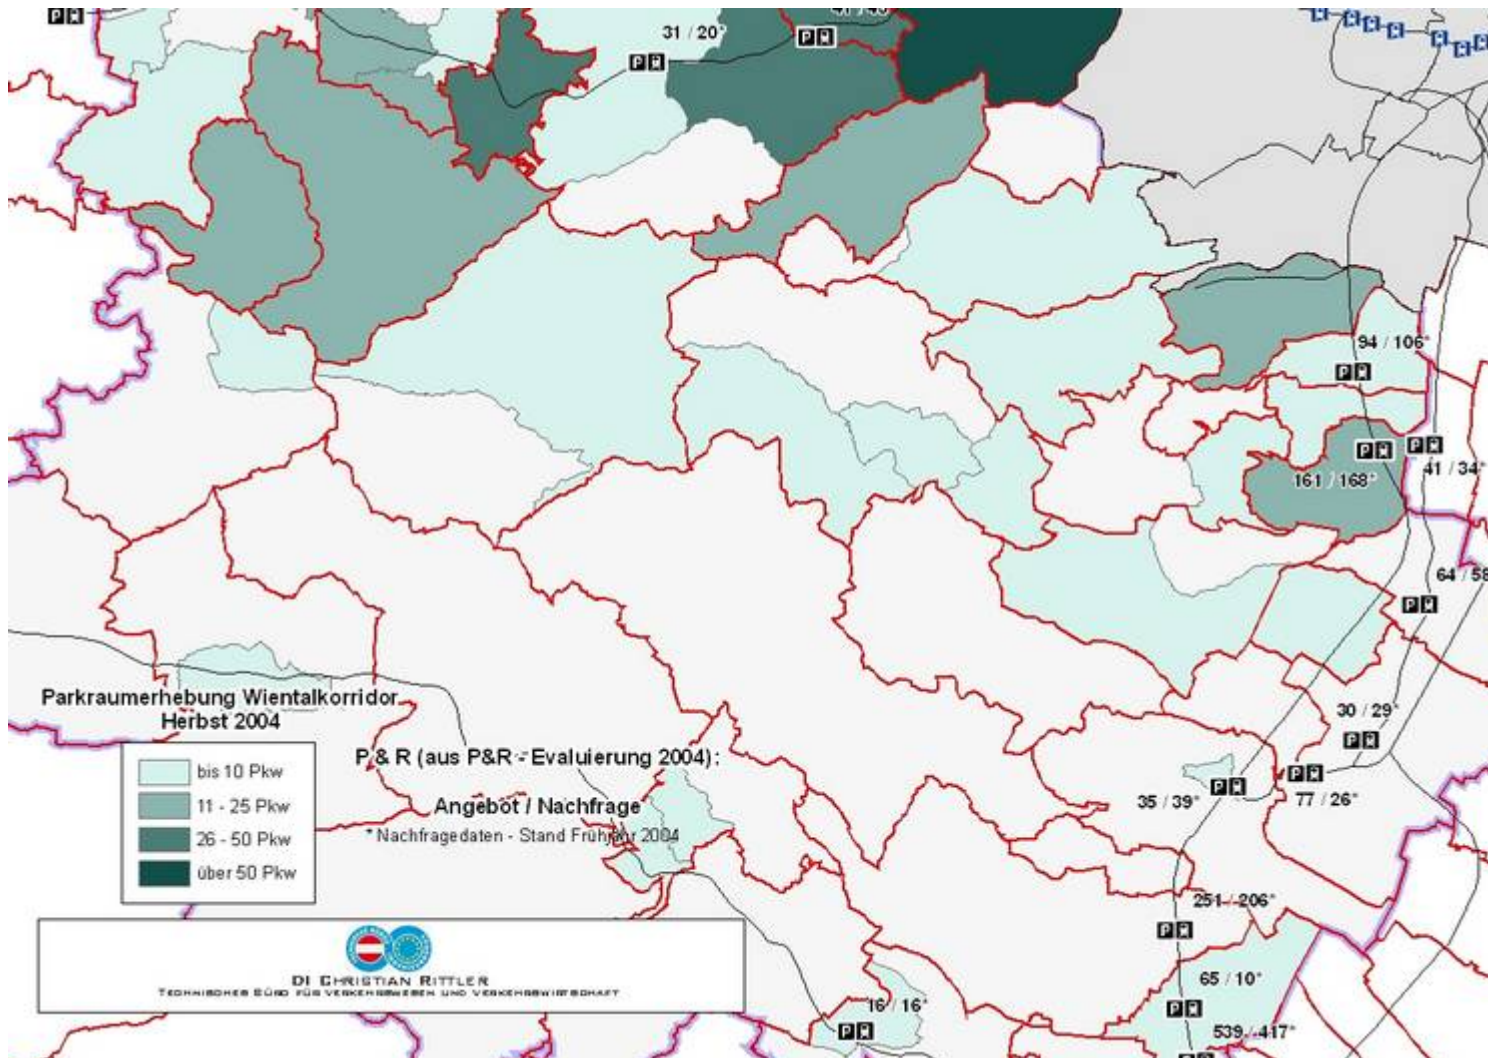 31 / 20*
94 / 106*
41 / 34*
161 / 168*
64 / 58
Parkraumerhebung Wientalkorridor
Herbst 2004
bis 10 Pkw
11 - 25 Pkw
26 - 50 Pkw
über 50 Pkw
P & R (aus P&R - Evaluierung 2004):
Angebot / Nachfrage
* Nachfragedaten - Stand Frühjahr 2004
30 / 29*
35 / 39*
77 / 26*
251 / 206*
65 / 10*
16 / 16*
539 / 417*
DI CHRISTIAN RITTLER
TECHNISCHES BÜRO FÜR VERKEHRSWESEN UND VERKEHRSWIRTSCHAFT